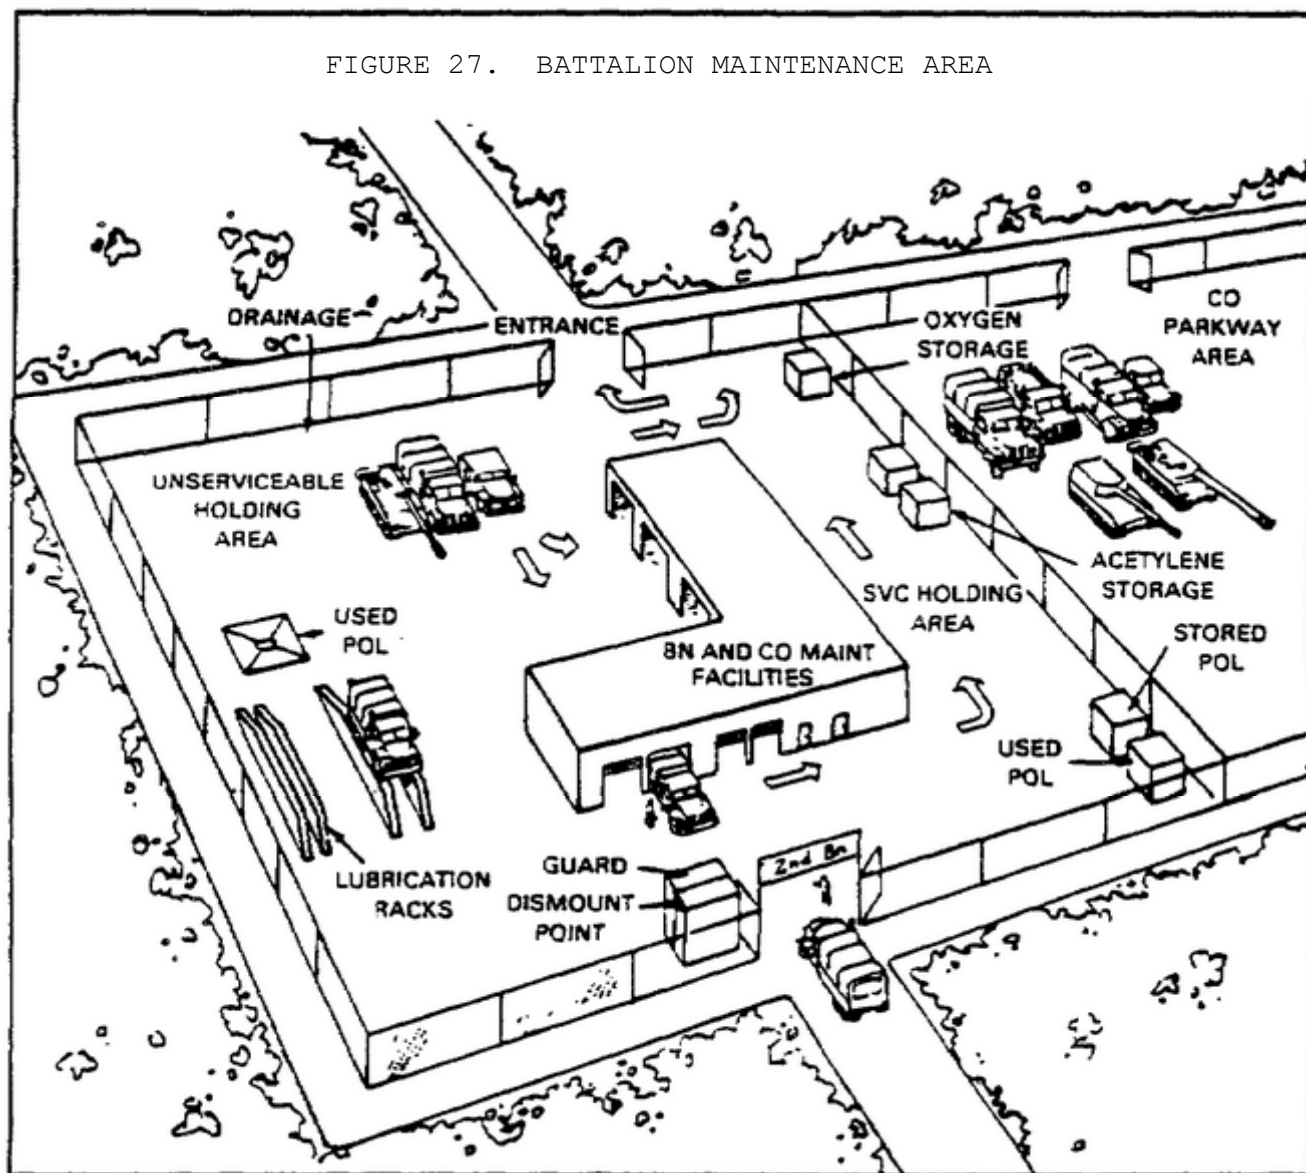 FIGURE 27. BATTALION MAINTENANCE AREA
DRAINAGE
ENTRANCE
OXYGEN
STORAGE
CO
PARKWAY
AREA
UNSERVICEABLE
HOLDING
AREA
ACETYLENE
STORAGE
SVC HOLDING
AREA
USED
POL
STORED
POL
BN AND CO MAINT
FACILITIES
USED
POL
LUBRICATION
RACKS
GUARD
DISMOUNT
POINT
2nd Bn